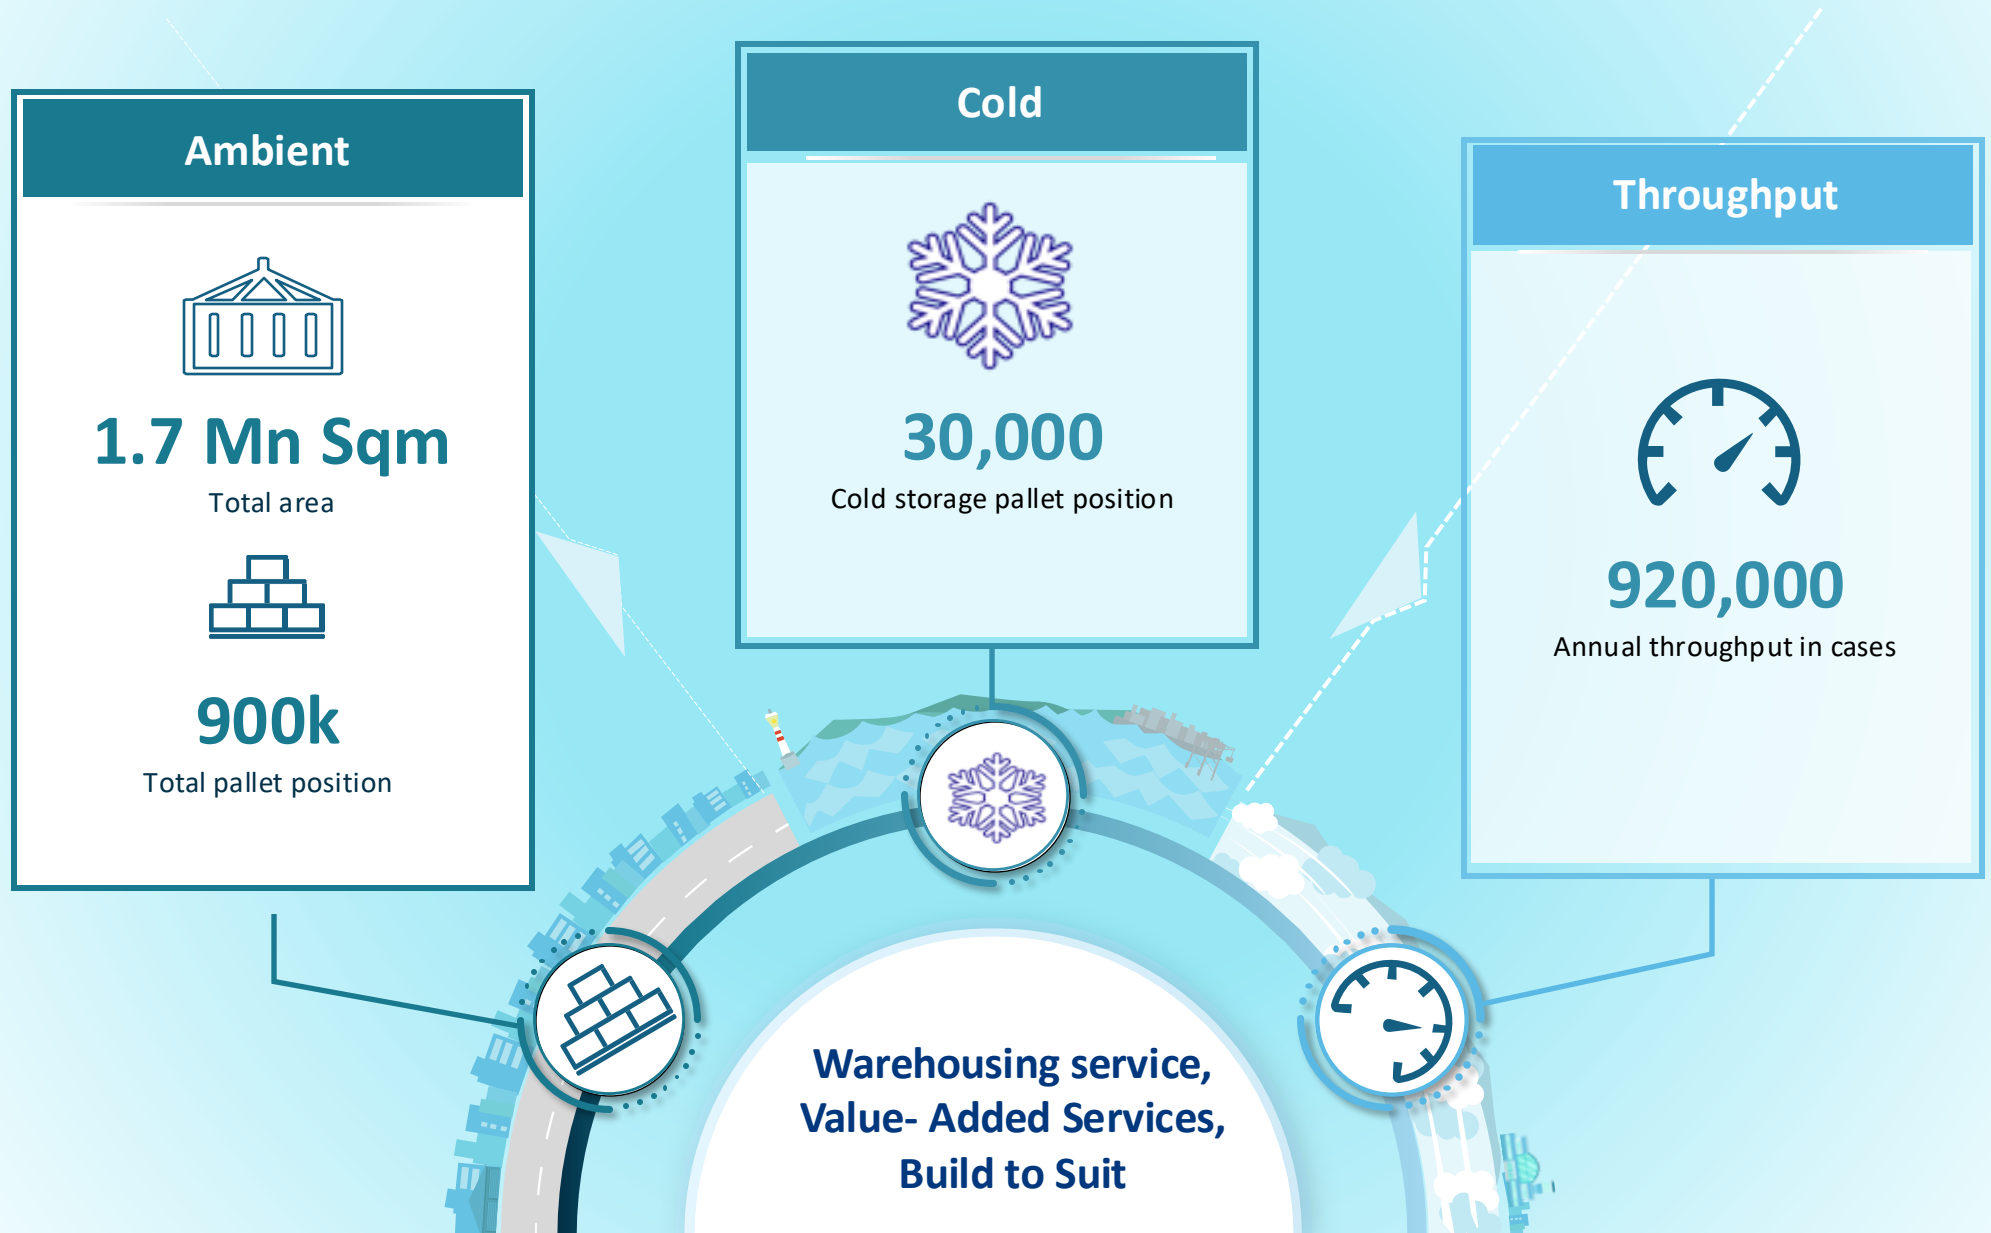 Ambient
1.7 Mn Sqm
Total area
900k
Total pallet position
Cold
30,000
Cold storage pallet position
Throughput
920,000
Annual throughput in cases
Warehousing service,
Value- Added Services,
Build to Suit